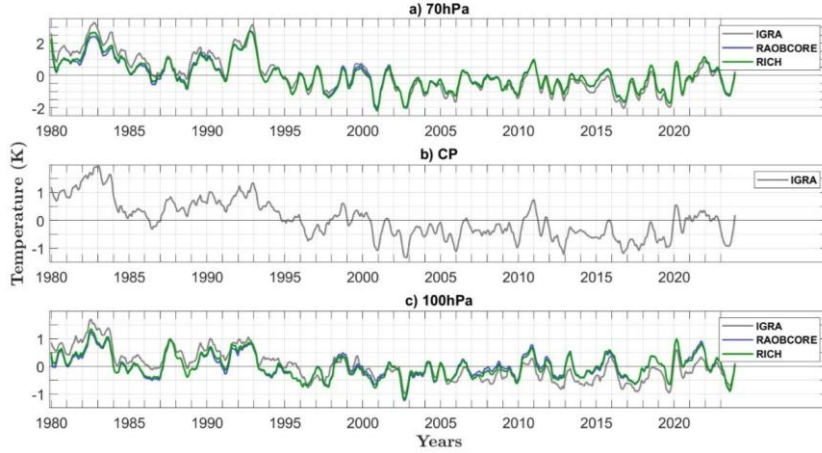 a) 70hPa
IGRA
RAOBCORE
RICH
2
0
-2
1980 1985 1990 1995 2000 2005 2010 2015 2020
b) CP
IGRA
1
0
-1
1980 1985 1990 1995 2000 2005 2010 2015 2020
c) 100hPa
IGRA
RAOBCORE
RICH
1
0
-1
1980 1985 1990 1995 2000 2005 2010 2015 2020
Temperature (K)
Years